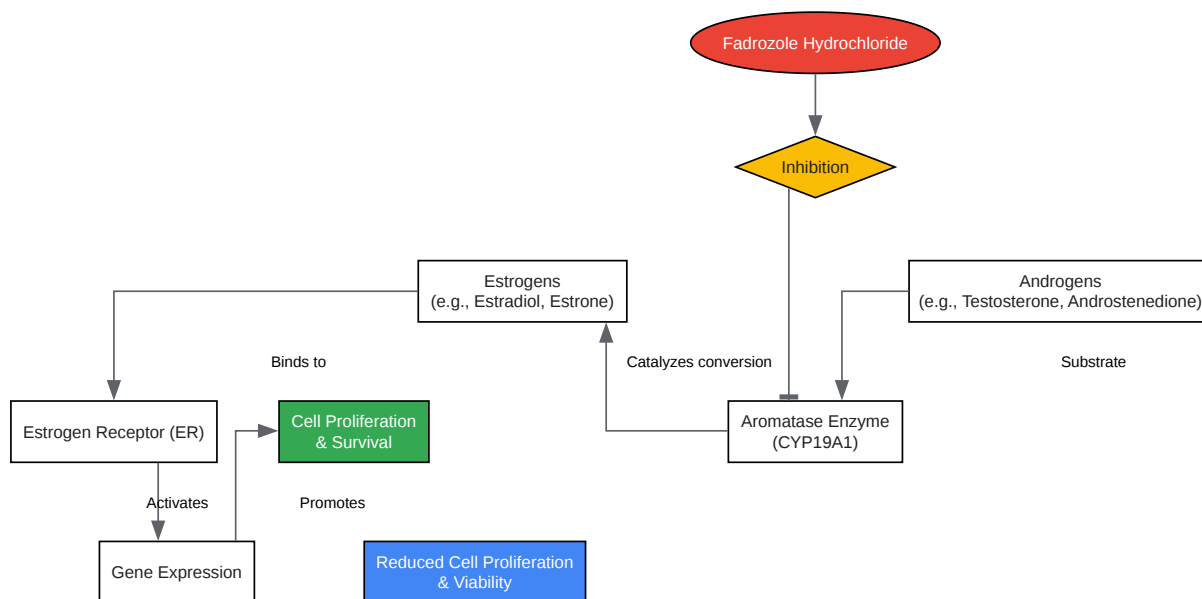 Fadrozole Hydrochloride
Inhibition
Estrogens
(e.g., Estradiol, Estrone)
Androgens
(e.g., Testosterone, Androstenedione)
Binds to
Catalyzes conversion
Substrate
Estrogen Receptor (ER)
Cell Proliferation
& Survival
Aromatase Enzyme
(CYP19A1)
Activates
Promotes
Gene Expression
Reduced Cell Proliferation
& Viability